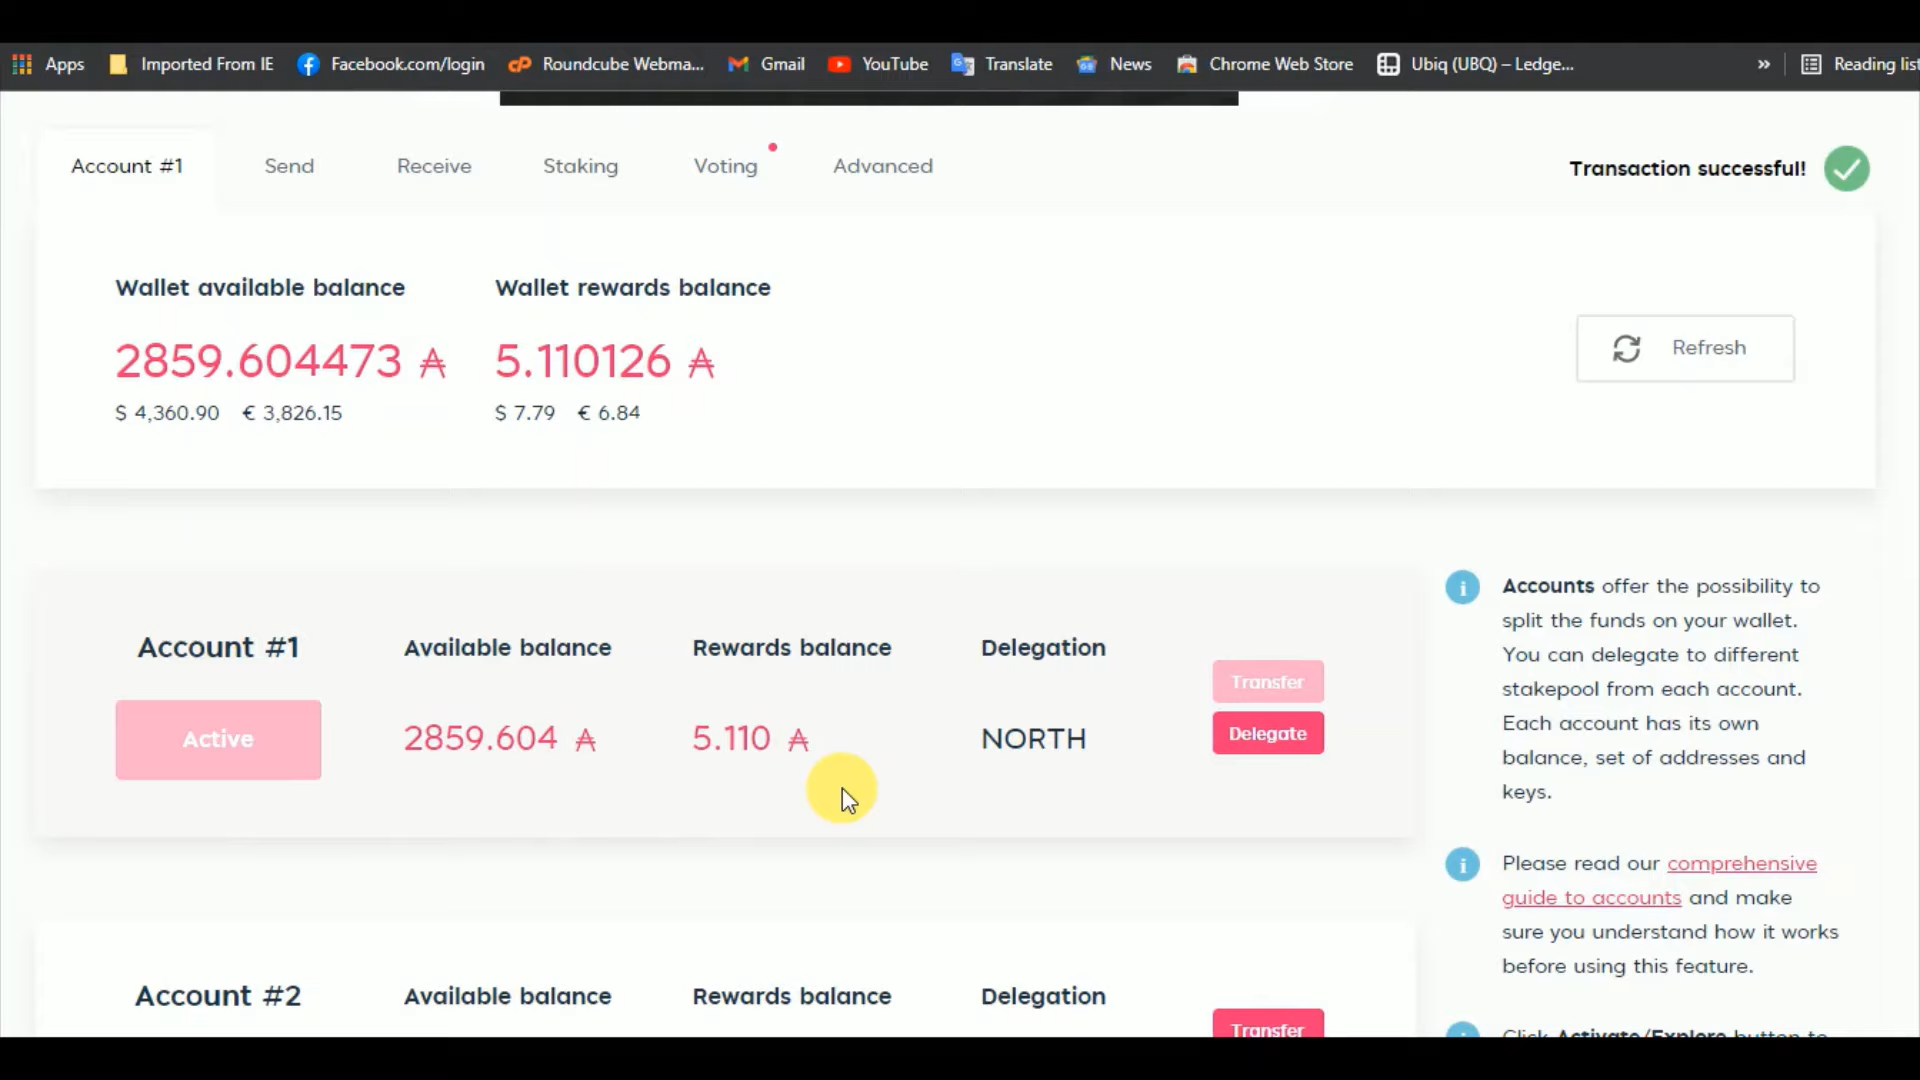 Apps Imported From IE Facebook.com/login Roundcube Webma... Gmail YouTube Translate News Chrome Web Store Ubiq (UBQ) – Ledge... » Reading list
Account #1 Send Receive Staking Voting Advanced Transaction successful!
Wallet available balance Wallet rewards balance
2859.604473 ₳ 5.110126 ₳
$ 4,360.90 € 3,826.15 $ 7.79 € 6.84
Refresh
Account #1 Available balance Rewards balance Delegation
Active 2859.604 ₳ 5.110 ₳ NORTH
Transfer
Delegate
Accounts offer the possibility to
split the funds on your wallet.
You can delegate to different
stakepool from each account.
Each account has its own
balance, set of addresses and
keys.
Please read our comprehensive
guide to accounts and make
sure you understand how it works
before using this feature.
Click Activate/Explore button to
Account #2 Available balance Rewards balance Delegation
Transfer